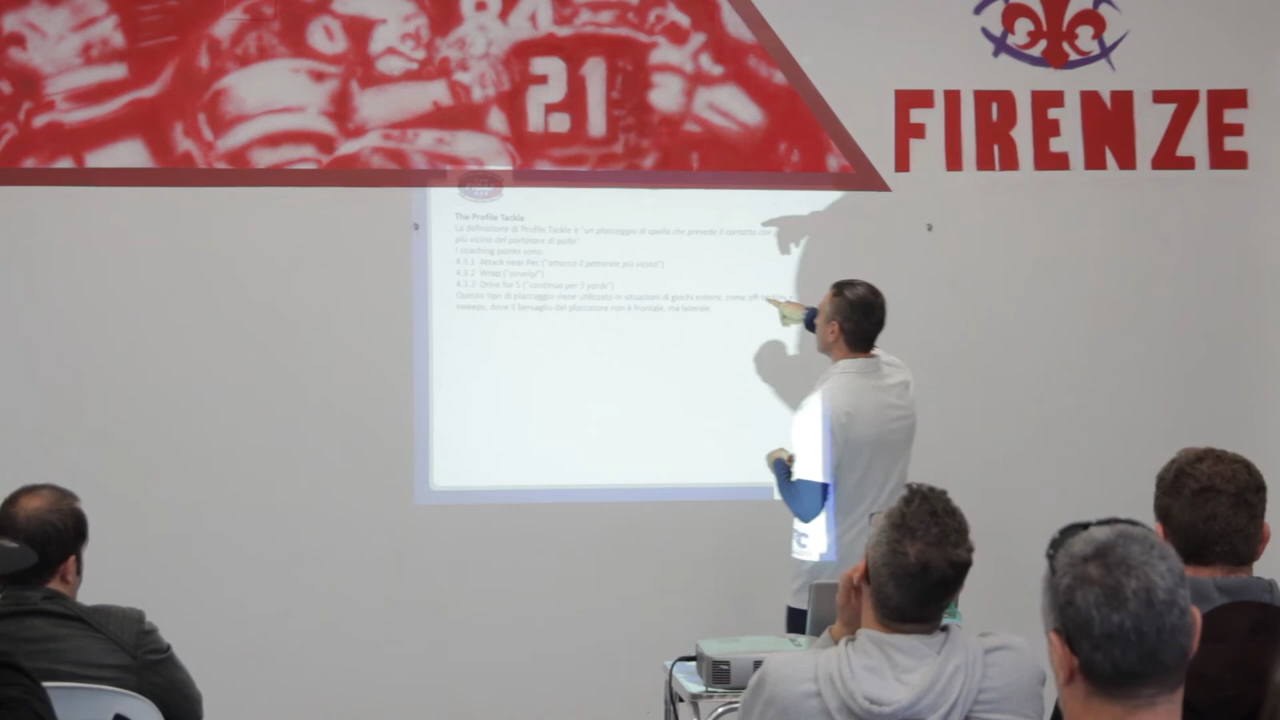 84
21
FIRENZE
The Profile Tackle
La definizione di Profile Tackle è "un placcaggio di spalla che prevede il contatto con
più vicino del portatore di palla"
I coaching points sono:
4.3.1 Attack near Pec ("attacca il pettorale più vicino")
4.3.2 Wrap ("avvolgi")
4.3.3 Drive for 5 ("continua per 5 yards")
Questo tipo di placcaggio viene utilizzato in situazioni di giochi esterni, come off
sweeps, dove il bersaglio del placcatore non è frontale, ma laterale.